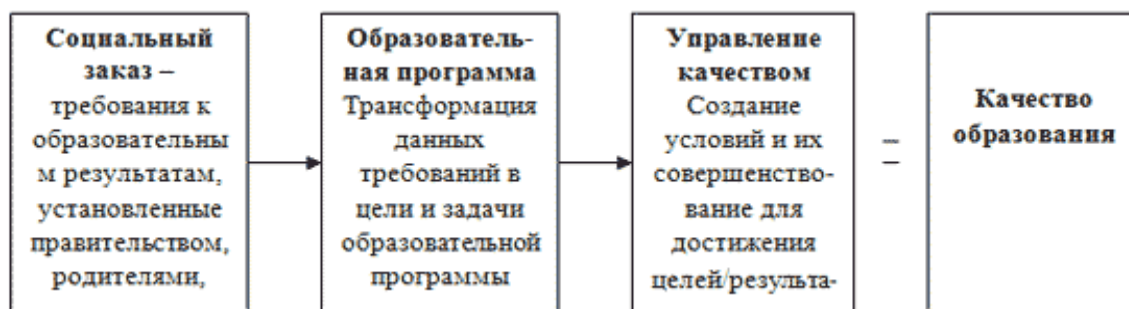 Социальный
заказ –
требования к
образовательны
м результатам,
установленные
правительством,
родителями,
Образователь-
ная программа
Трансформация
данных
требований в
цели и задачи
образовательной
программы
Управление
качеством
Создание
условий и их
совершенство-
вание для
достижения
целей/результа-
=
Качество
образования